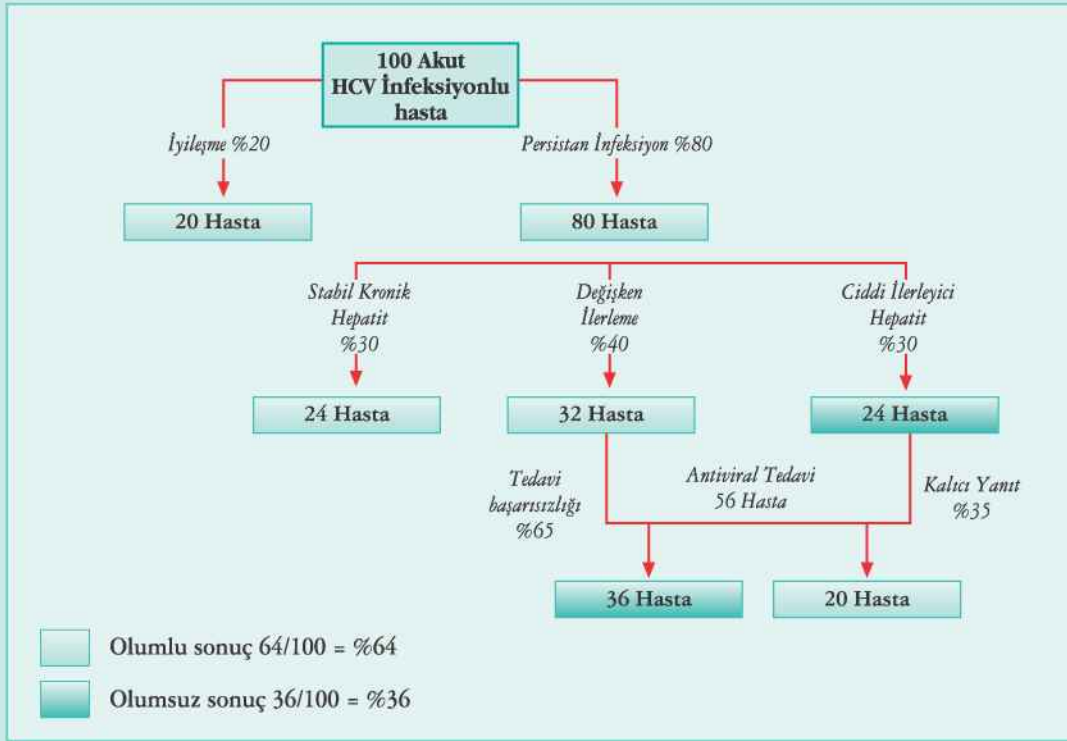 100 Akut
HCV İnfeksiyonlu
hasta
İyileşme %20
Persistan İnfeksiyon %80
20 Hasta
80 Hasta
Stabil Kronik
Hepatit
%30
Değişken
İlerleme
%40
Ciddi İlerleyici
Hepatit
%30
24 Hasta
32 Hasta
24 Hasta
Tedavi
başarısızlığı
%65
Antiviral Tedavi
56 Hasta
Kalıcı Yanıt
%35
36 Hasta
20 Hasta
Olumlu sonuç 64/100 = %64
Olumsuz sonuç 36/100 = %36